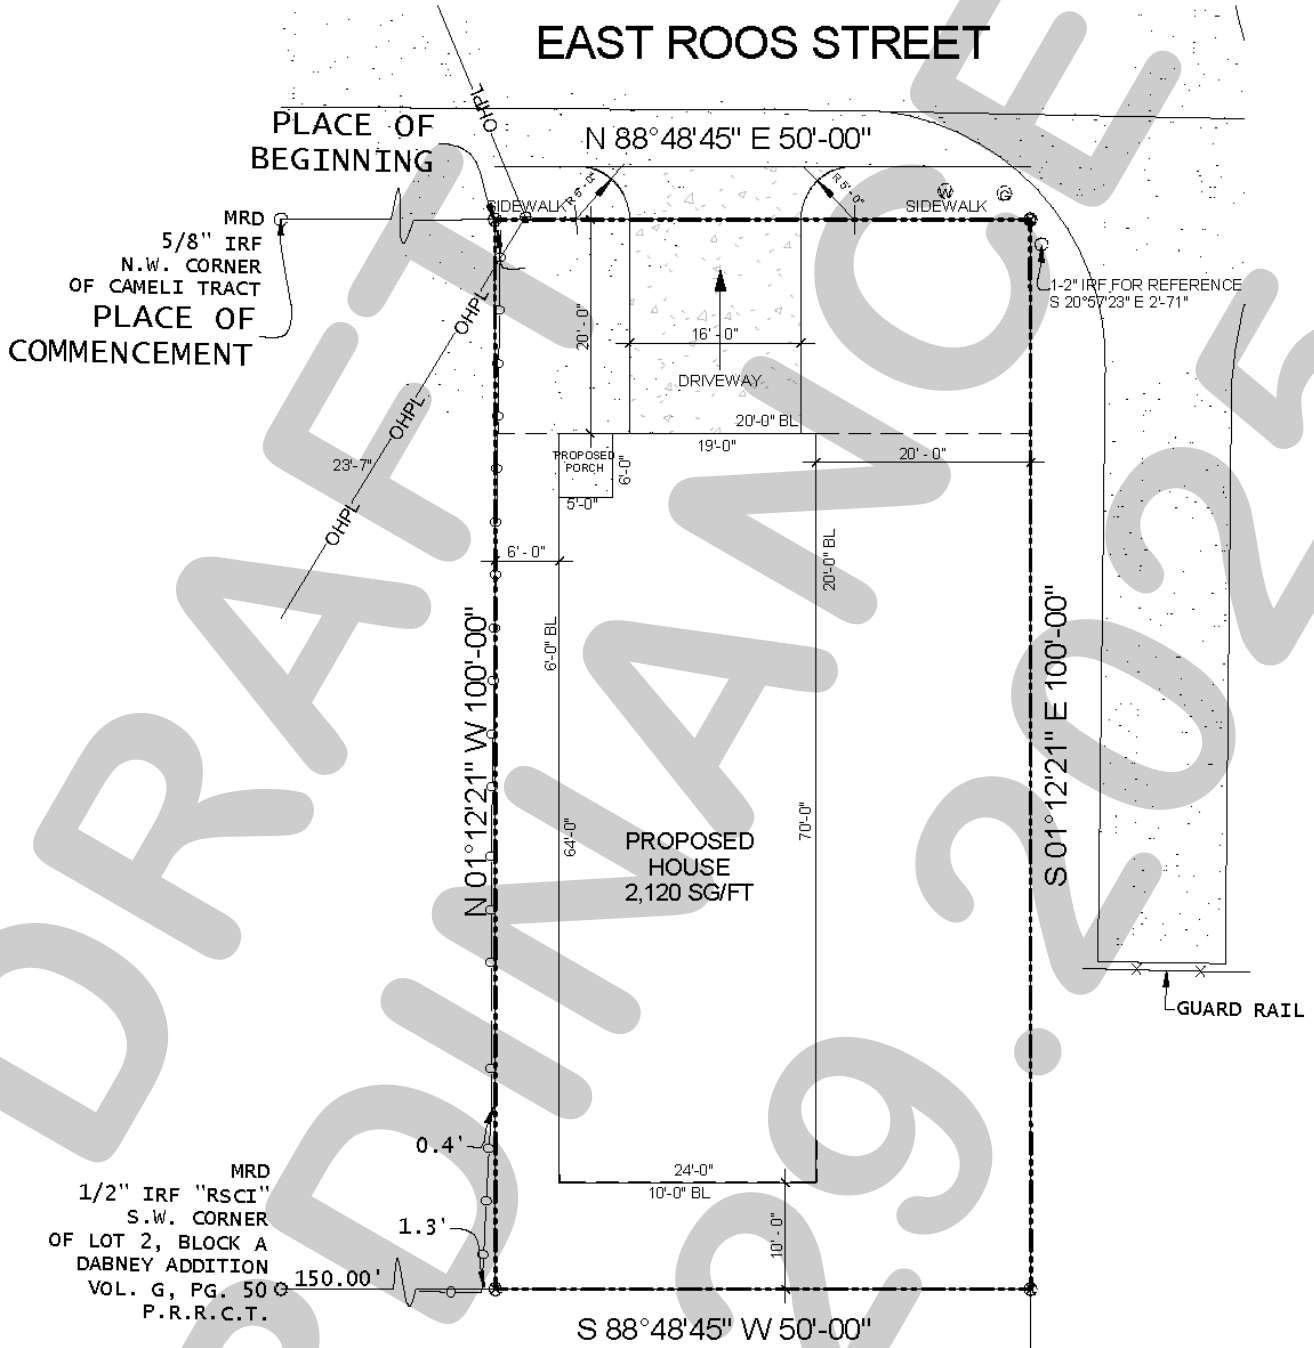 EAST ROOS STREET
OHPL
PLACE OF
BEGINNING
N 88°48'45" E 50'-00"
R 5'-0"
R 5'-0"
W
G
SIDEWALK
SIDEWALK
MRD
5/8" IRF
N.W. CORNER
OF CAMELI TRACT
PLACE OF
COMMENCEMENT
1-2" IRF FOR REFERENCE
S 20°57'23" E 2'-71"
OHPL
20'-0"
16'-0"
DRIVEWAY
OHPL
20'-0" BL
19'-0"
20'-0"
PROPOSED
PORCH
6'-0"
5'-0"
23'-7"
OHPL
6'-0"
20'-0" BL
6'-0" BL
N 01°12'21" W 100'-00"
S 01°12'21" E 100'-00"
64'-0"
70'-0"
PROPOSED
HOUSE
2,120 SG/FT
GUARD RAIL
0.4'
24'-0"
10'-0" BL
10'-0"
1.3'
MRD
1/2" IRF "RSCI"
S.W. CORNER
OF LOT 2, BLOCK A
DABNEY ADDITION
VOL. G, PG. 50
P.R.R.C.T.
150.00'
S 88°48'45" W 50'-00"
DRAFT
RDINANCE
29.2025